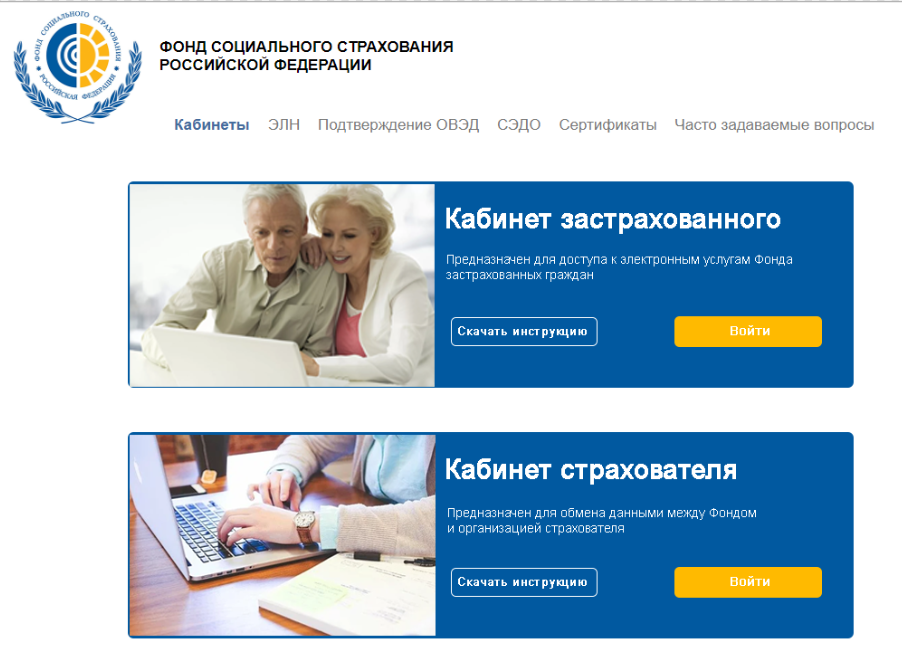 ФОНД СОЦИАЛЬНОГО СТРАХОВАНИЯ
РОССИЙСКАЯ ФЕДЕРАЦИЯ
ФОНД СОЦИАЛЬНОГО СТРАХОВАНИЯ
РОССИЙСКОЙ ФЕДЕРАЦИИ
Кабинеты ЭЛН Подтверждение ОВЭД СЭДО Сертификаты Часто задаваемые вопросы
Кабинет застрахованного
Предназначен для доступа к электронным услугам Фонда
застрахованных граждан
Скачать инструкцию Войти
Кабинет страхователя
Предназначен для обмена данными между Фондом
и организацией страхователя
Скачать инструкцию Войти